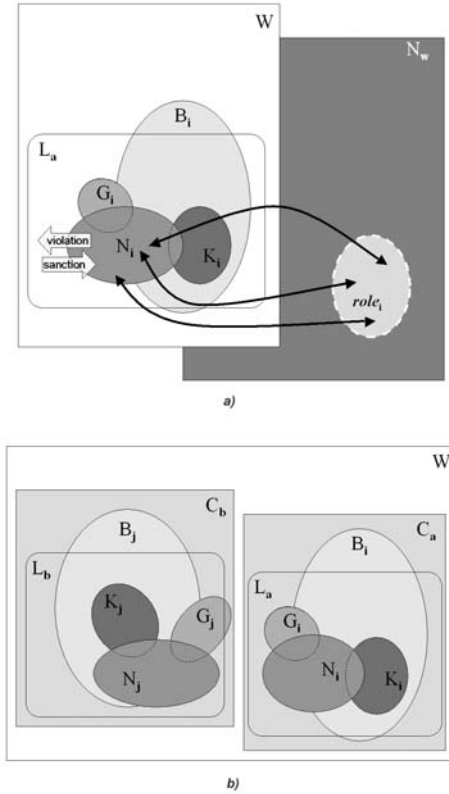 W
N_w
B_i
L_a
G_i
violation
N_i
K_i
sanction
role_i
a)
W
C_b
C_a
B_j
B_i
L_b
L_a
K_j
G_j
G_i
N_j
N_i
K_i
b)